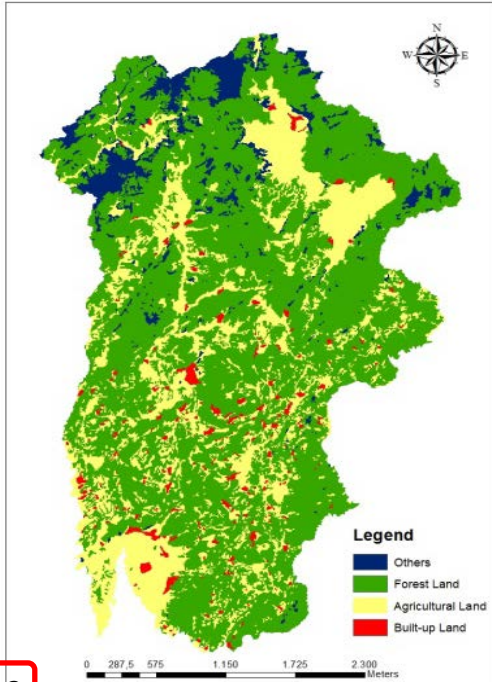 N
W E
S
Legend
Others
Forest Land
Agricultural Land
Built-up Land
0 287,5 575 1.150 1.725 2.300
Meters